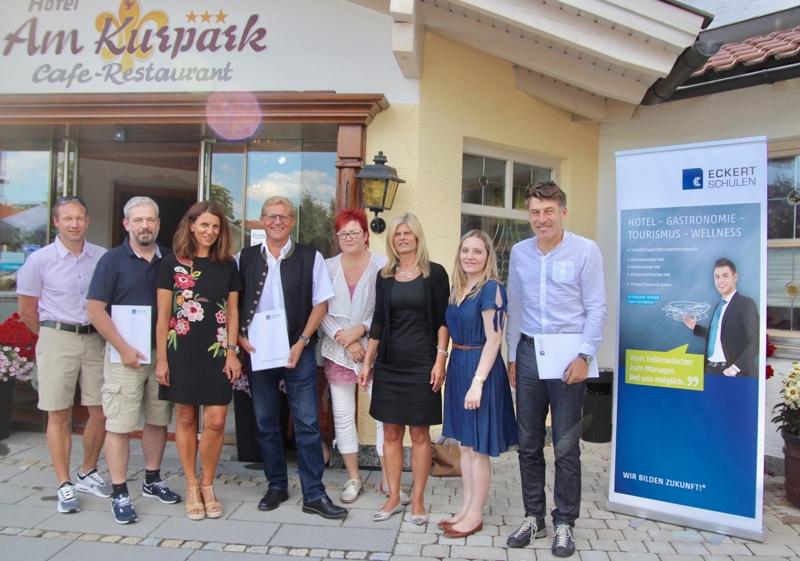 Hotel
Am Kurpark
Cafe-Restaurant
ECKERT
SCHULEN
HOTEL – GASTRONOMIE –
TOURISMUS – WELLNESS
Vom Tellerwäscher
zum Manager.
Bei uns möglich.
WIR BILDEN ZUKUNFT!®